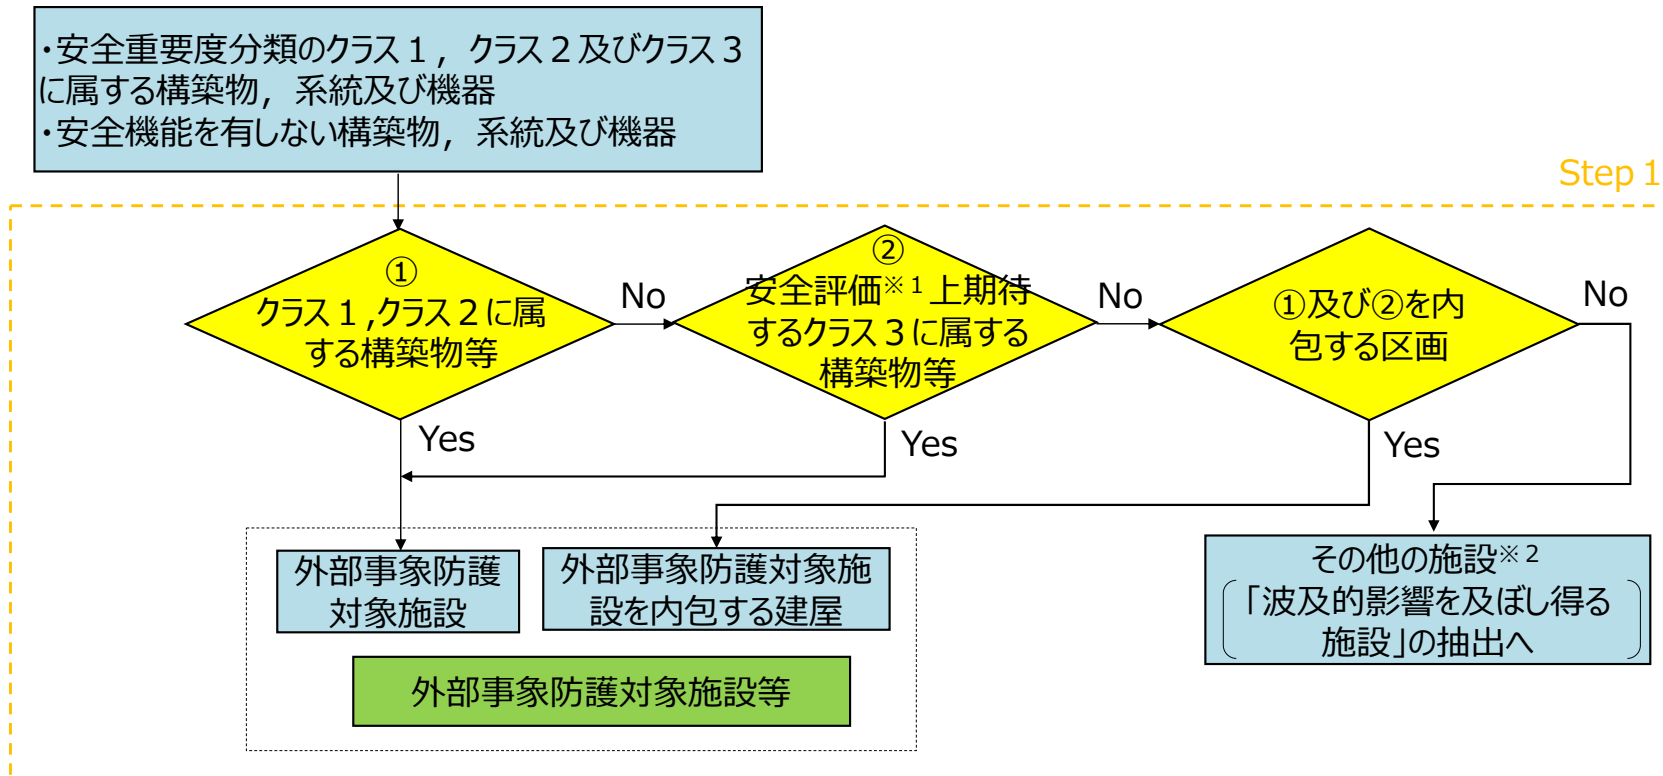 ・安全重要度分類のクラス１，クラス２及びクラス３
に属する構築物，系統及び機器
・安全機能を有しない構築物，系統及び機器
Step 1
①
クラス１,クラス２に属
する構築物等
No
②
安全評価※１上期待
するクラス３に属する
構築物等
No
①及び②を内
包する区画
No
Yes
Yes
Yes
外部事象防護
対象施設
外部事象防護対象施
設を内包する建屋
その他の施設※２
「波及的影響を及ぼし得る
施設」の抽出へ
外部事象防護対象施設等